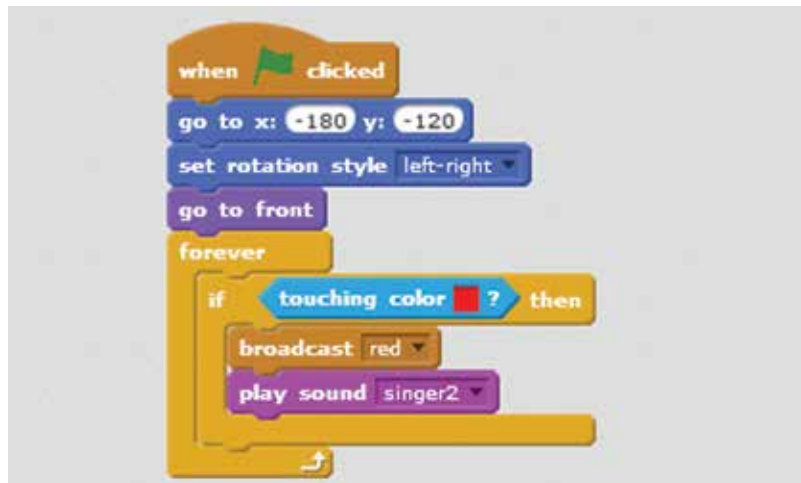 when clicked
go to x: -180 y: -120
set rotation style left-right
go to front
forever
if touching color ? then
broadcast red
play sound singer2